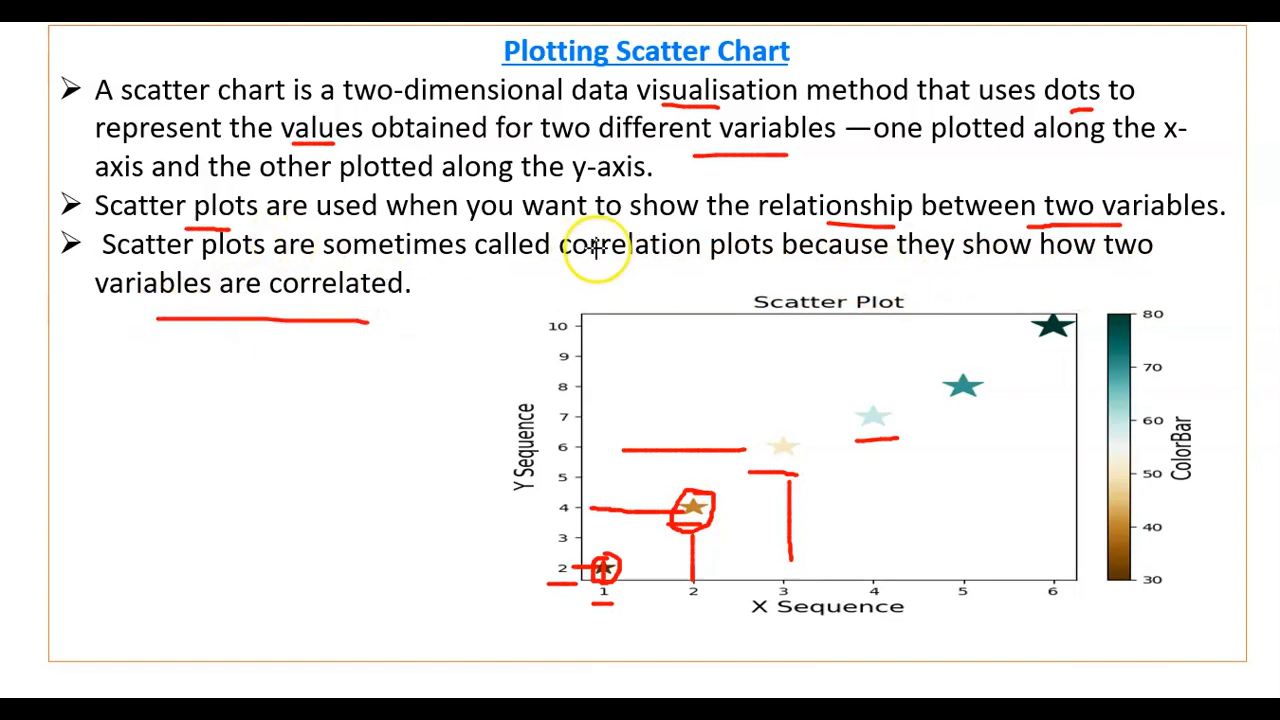 Plotting Scatter Chart
➢ A scatter chart is a two-dimensional data visualisation method that uses dots to
represent the values obtained for two different variables —one plotted along the x-
axis and the other plotted along the y-axis.
➢ Scatter plots are used when you want to show the relationship between two variables.
➢ Scatter plots are sometimes called correlation plots because they show how two
variables are correlated.
Scatter Plot
10
9
8
7
6
5
4
3
2
Y Sequence
1 2 3 4 5 6
X Sequence
80
70
60
50
40
30
ColorBar